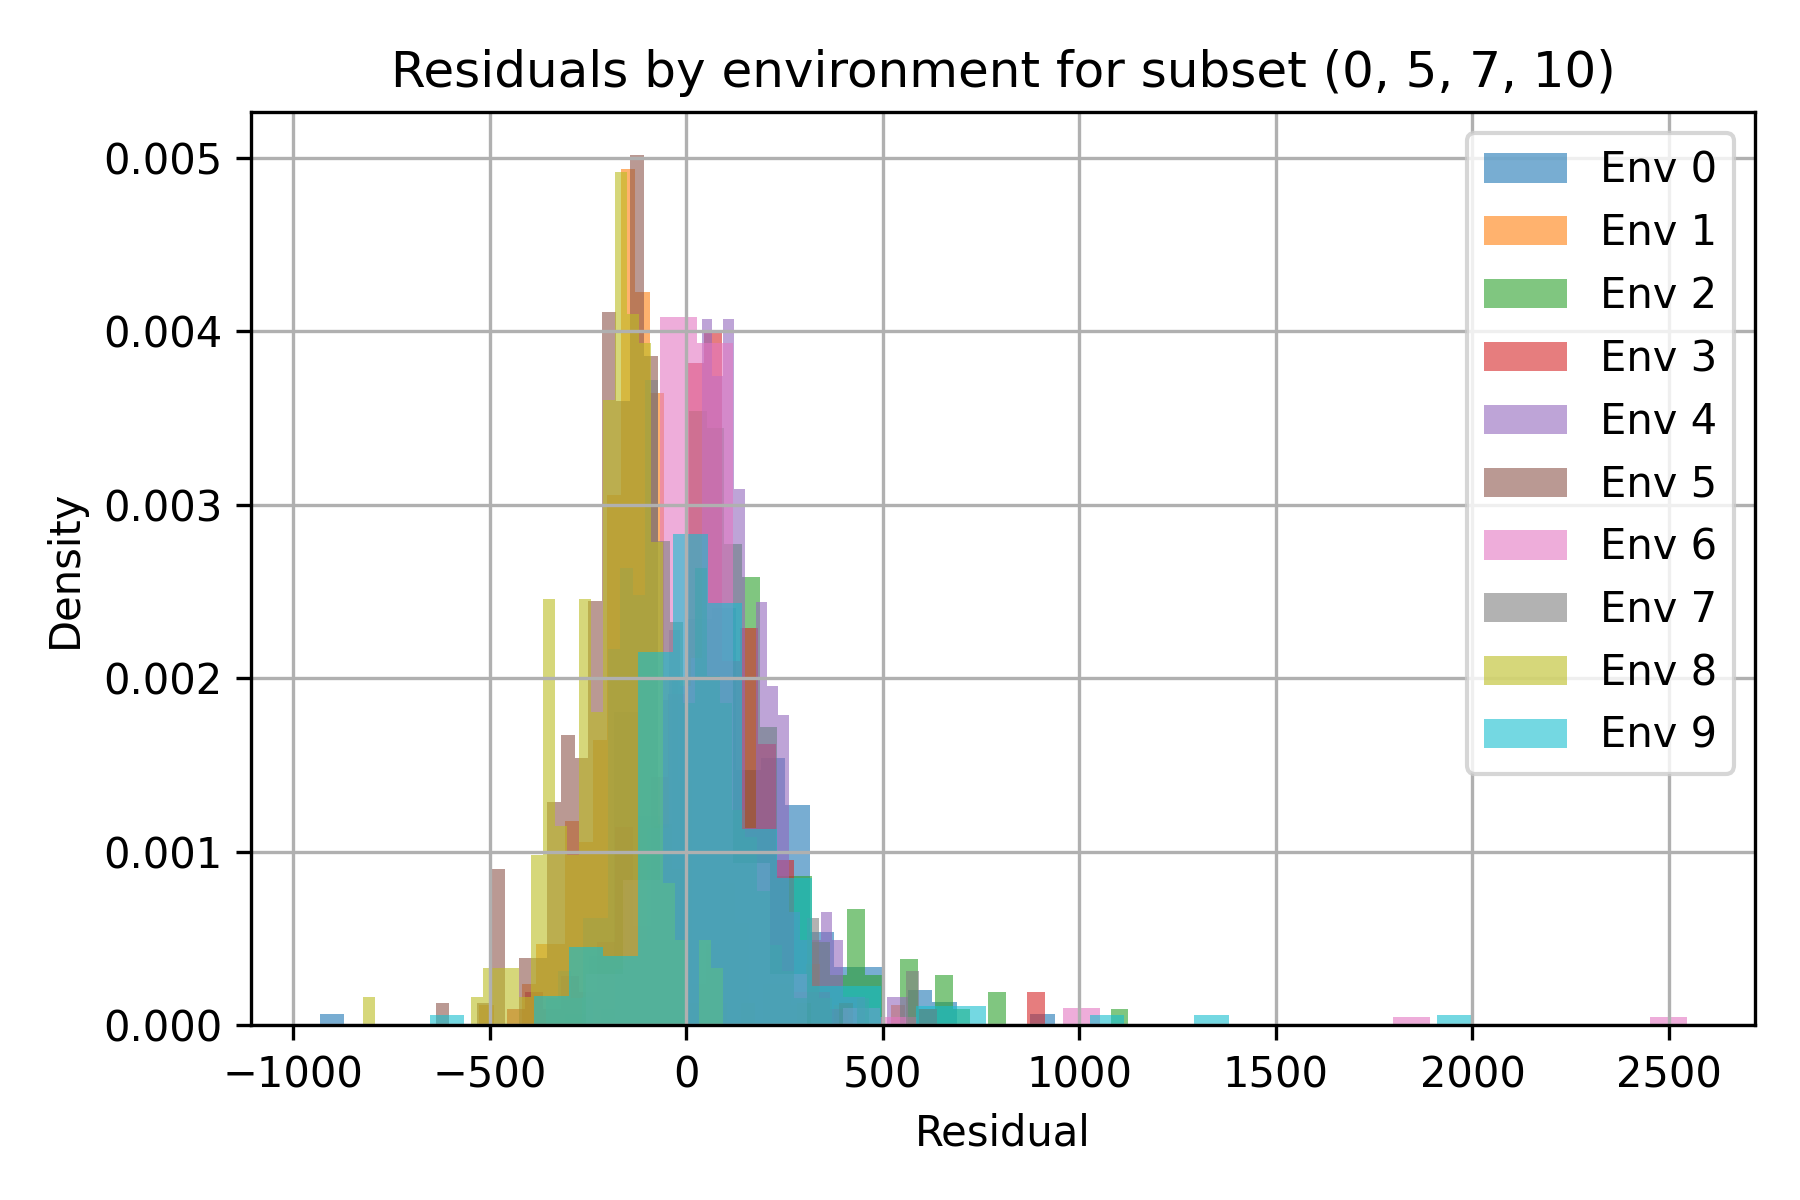 Residuals by environment for subset (0, 5, 7, 10)
0.005
0.004
0.003
0.002
0.001
0.000
Density
−1000
−500
0
500
1000
1500
2000
2500
Residual
Env 0
Env 1
Env 2
Env 3
Env 4
Env 5
Env 6
Env 7
Env 8
Env 9